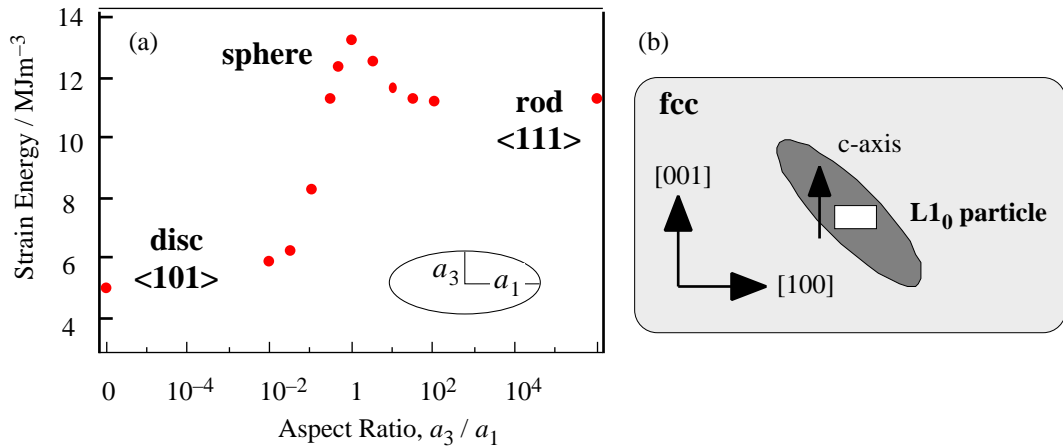 (a)
14
12
10
8
6
4
Strain Energy / MJm⁻³
sphere
rod
<111>
disc
<101>
a₃
a₁
0
10⁻⁴
10⁻²
1
10²
10⁴
Aspect Ratio, a₃ / a₁
(b)
fcc
c-axis
[001]
L1₀ particle
[100]